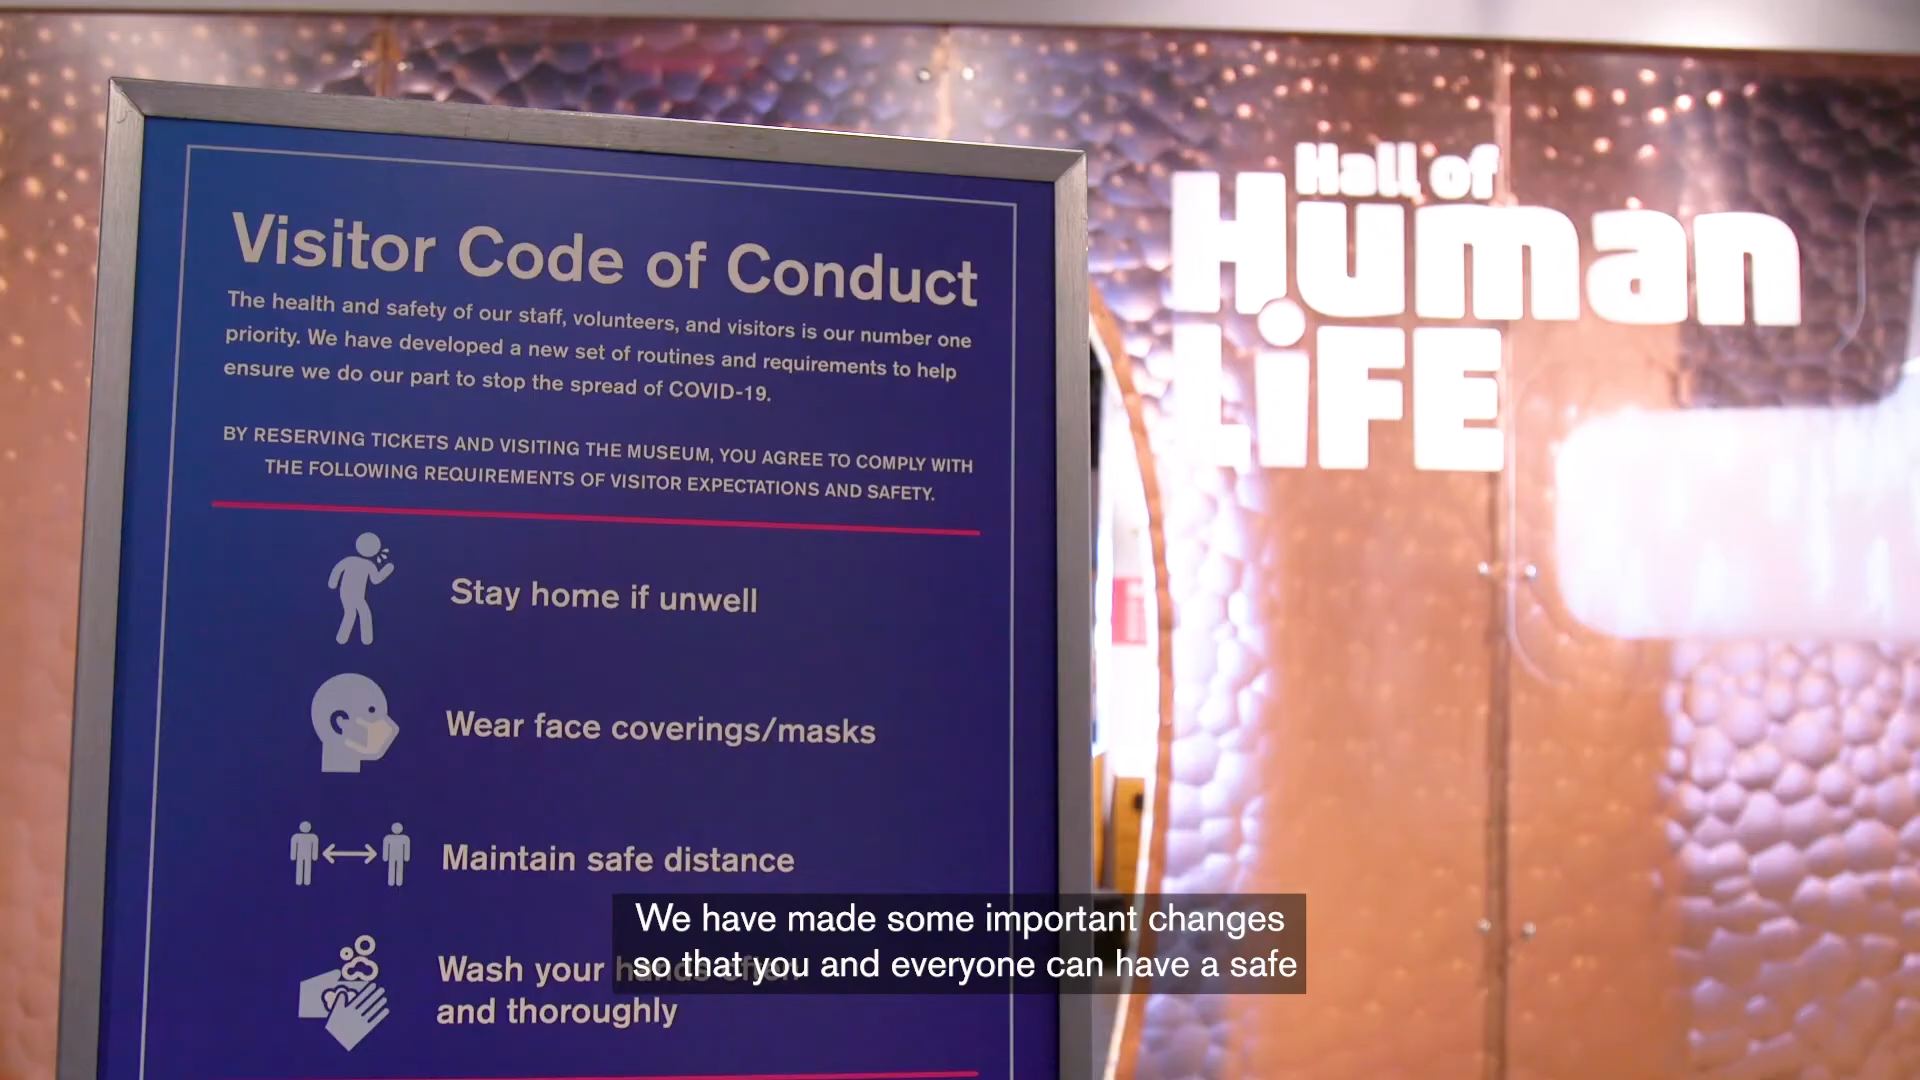 Visitor Code of Conduct
The health and safety of our staff, volunteers, and visitors is our number one
priority. We have developed a new set of routines and requirements to help
ensure we do our part to stop the spread of COVID-19.
BY RESERVING TICKETS AND VISITING THE MUSEUM, YOU AGREE TO COMPLY WITH
THE FOLLOWING REQUIREMENTS OF VISITOR EXPECTATIONS AND SAFETY.
Stay home if unwell
Wear face coverings/masks
Maintain safe distance
Wash your hands often
and thoroughly
Hall of
Human
LiFE
We have made some important changes
so that you and everyone can have a safe